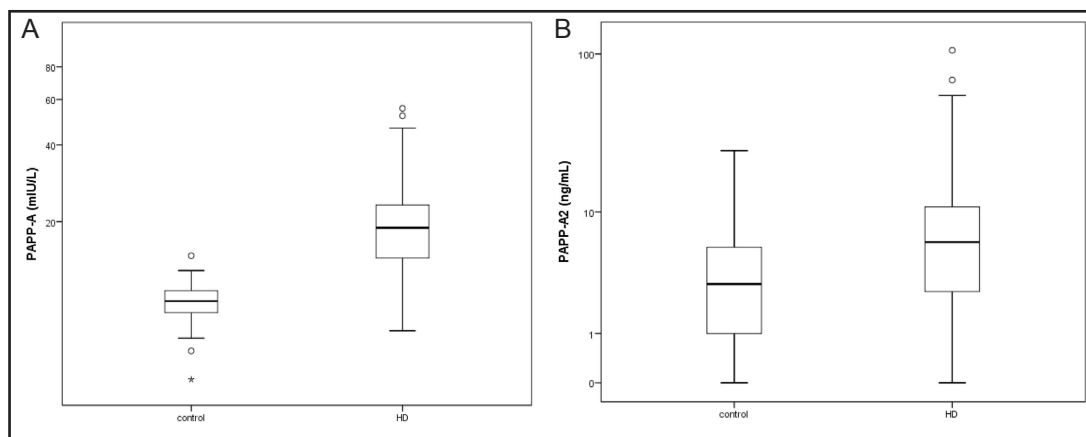 A
PAPP-A (mIU/L)
80
60
40
20
control
HD
B
PAPP-A2 (ng/mL)
100
10
1
0
control
HD